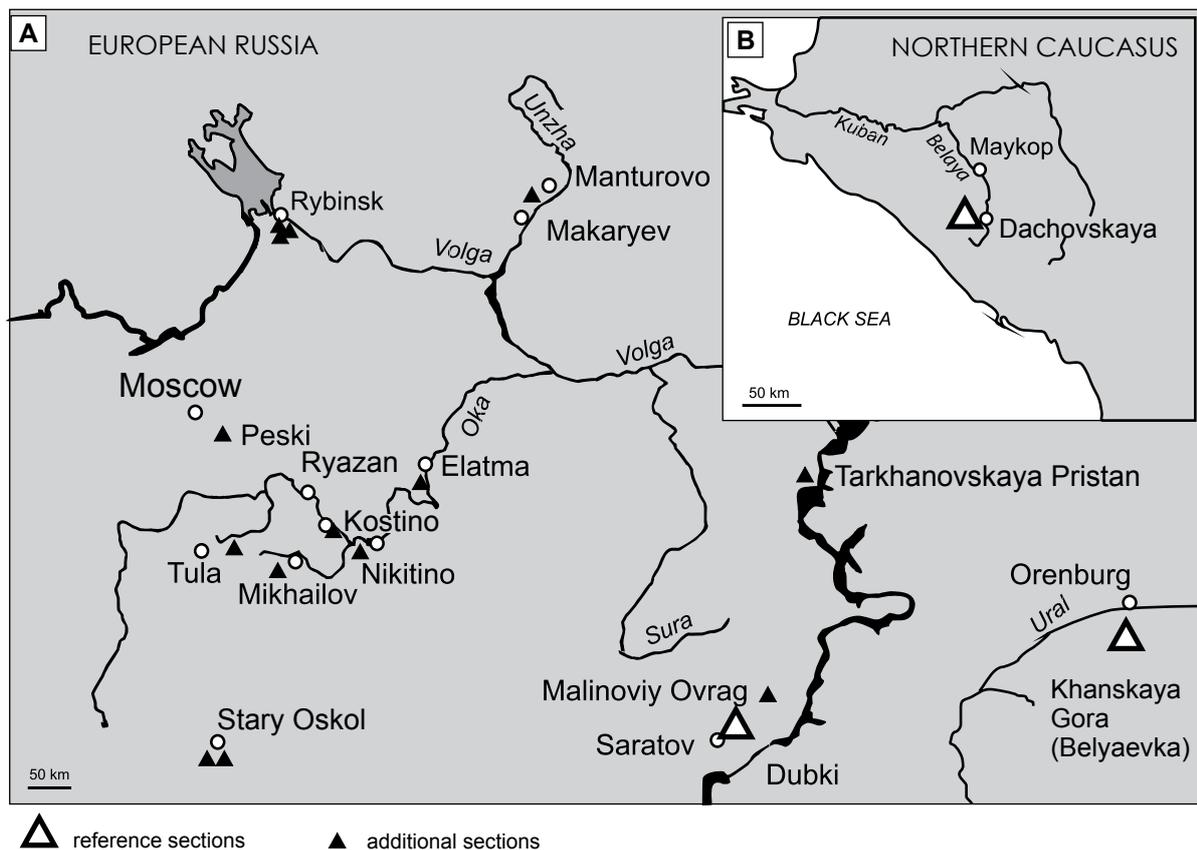 A
EUROPEAN RUSSIA
B
NORTHERN CAUCASUS
Unzha
Kuban
Belaya
Maykop
Manturovo
Rybinsk
Makaryev
Dachovskaya
Volga
BLACK SEA
Volga
50 km
Moscow
Oka
Peski
Ryazan
Elatma
Tarkhanovskaya Pristan
Kostino
Tula
Nikitino
Mikhailov
Orenburg
Ural
Sura
Malinoviy Ovrag
Khanskaya
Gora
(Belyaevka)
Stary Oskol
Saratov
Dubki
50 km
reference sections
additional sections